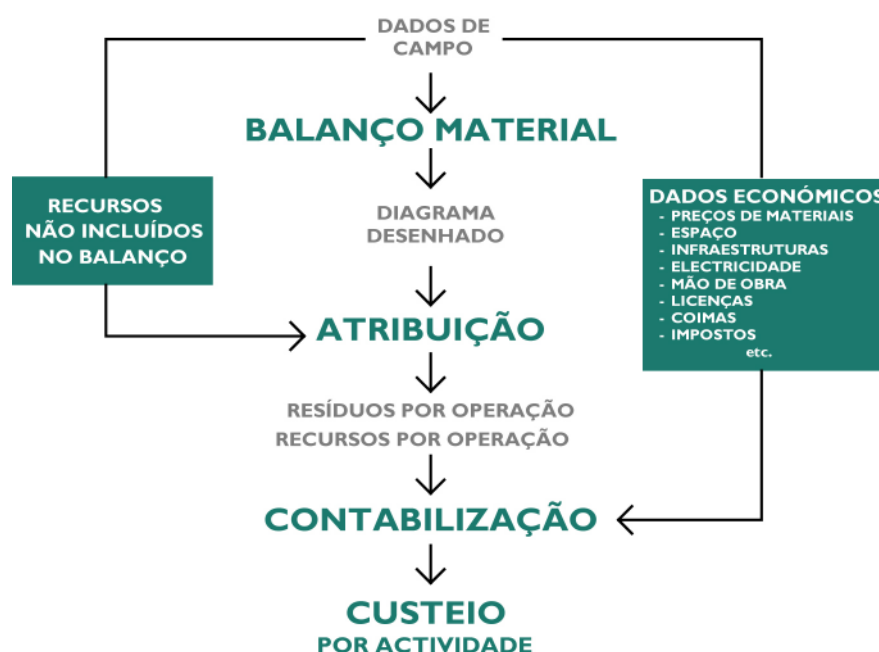 DADOS DE
CAMPO
BALANÇO MATERIAL
RECURSOS
NÃO INCLUÍDOS
NO BALANÇO
DIAGRAMA
DESENHADO
DADOS ECONÓMICOS
- PREÇOS DE MATERIAIS
- ESPAÇO
- INFRAESTRUTURAS
- ELECTRICIDADE
- MÃO DE OBRA
- LICENÇAS
- COIMAS
- IMPOSTOS
etc.
ATRIBUIÇÃO
RESÍDUOS POR OPERAÇÃO
RECURSOS POR OPERAÇÃO
CONTABILIZAÇÃO
CUSTEIO
POR ACTIVIDADE